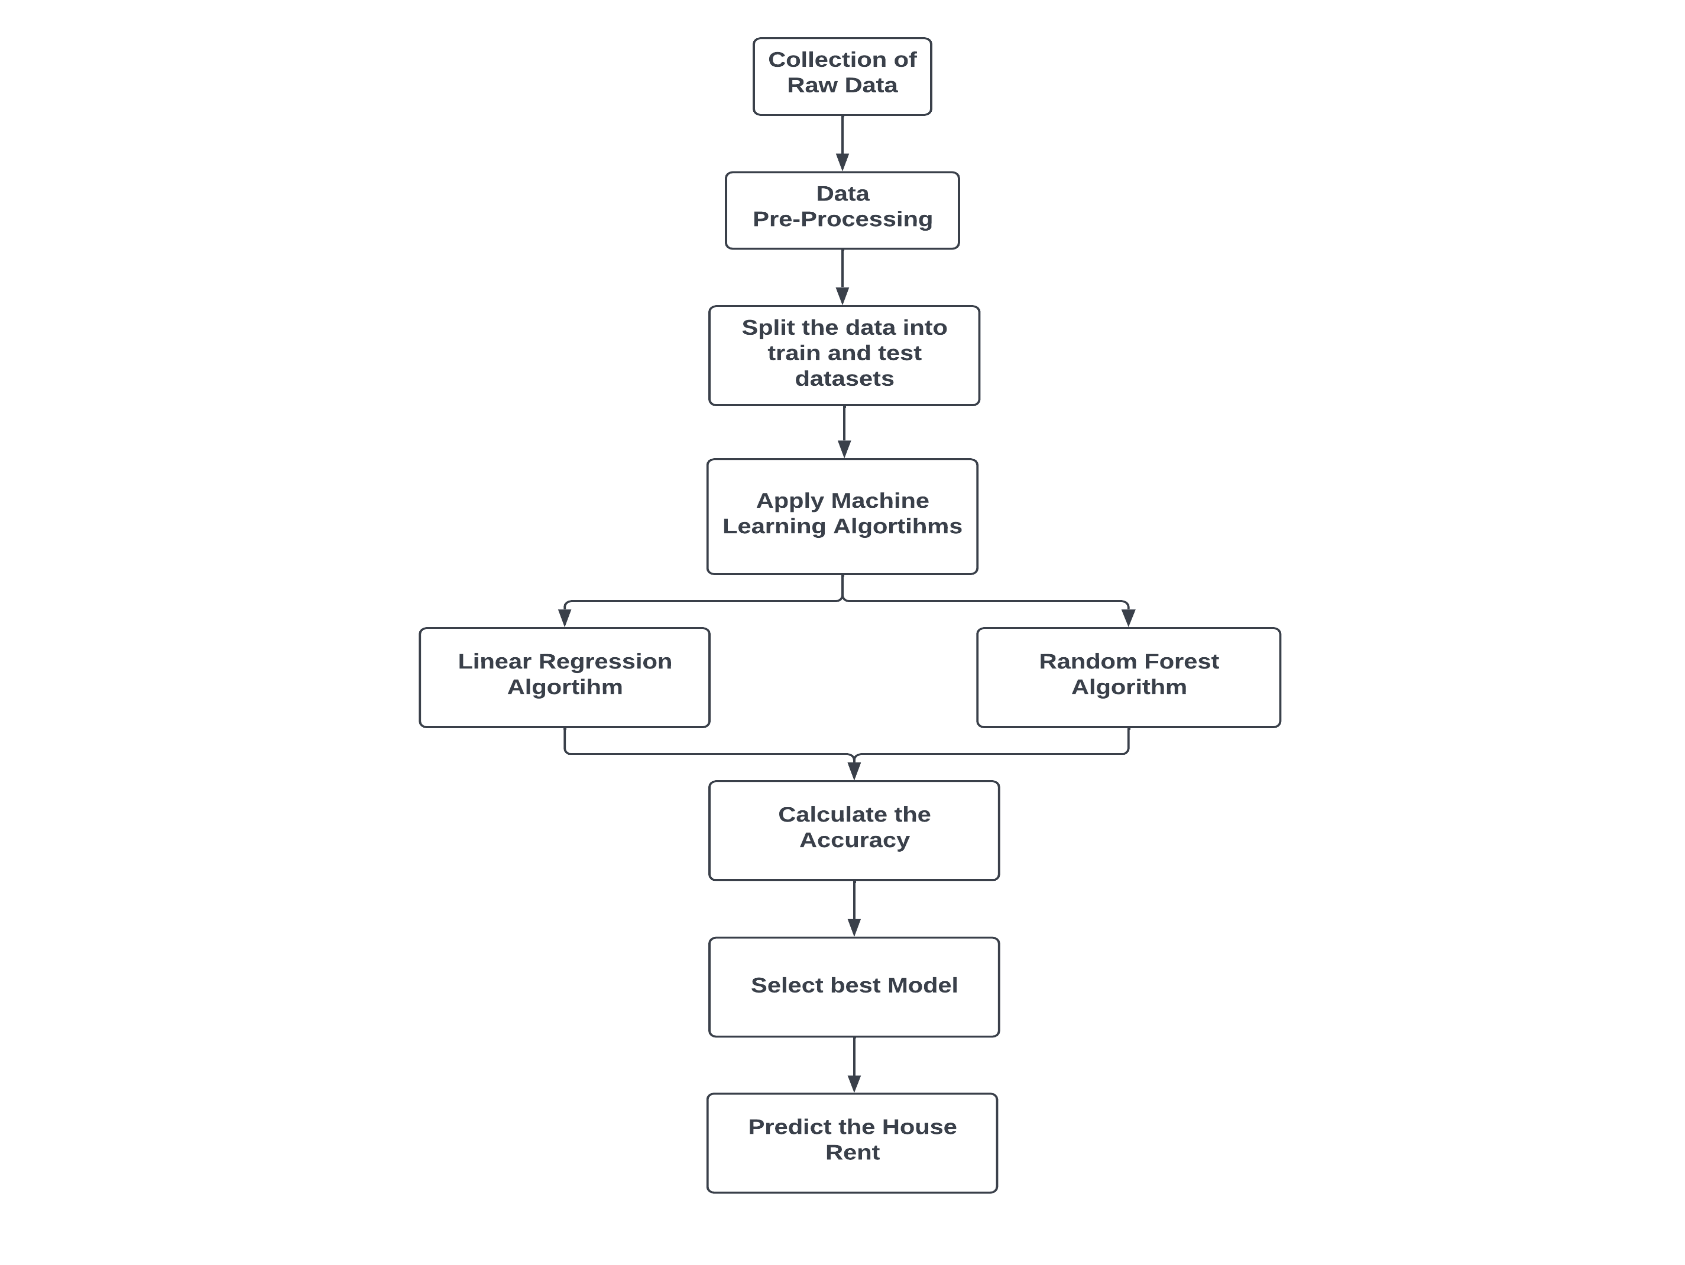 Collection of
Raw Data
Data
Pre-Processing
Split the data into
train and test
datasets
Apply Machine
Learning Algortihms
Linear Regression
Algortihm
Random Forest
Algorithm
Calculate the
Accuracy
Select best Model
Predict the House
Rent